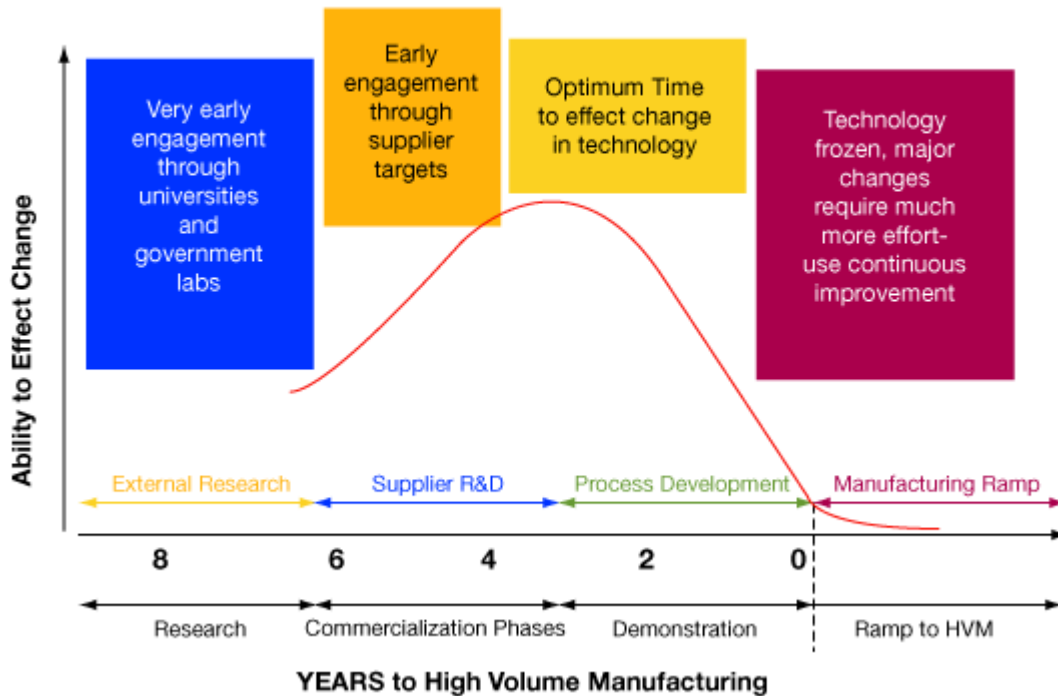 Very early
engagement
through
universities
and
government
labs
Early
engagement
through
supplier
targets
Optimum Time
to effect change
in technology
Technology
frozen, major
changes
require much
more effort-
use continuous
improvement
Ability to Effect Change
External Research
Supplier R&D
Process Development
Manufacturing Ramp
8
6
4
2
0
Research
Commercialization Phases
Demonstration
Ramp to HVM
YEARS to High Volume Manufacturing